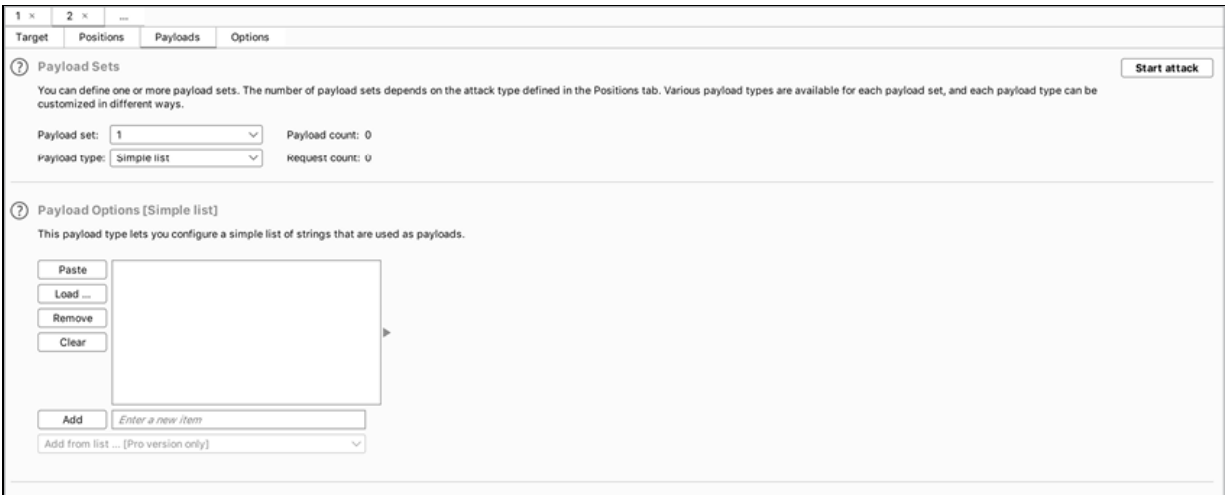 1 × 2 × ...
Target Positions Payloads Options
? Payload Sets Start attack
You can define one or more payload sets. The number of payload sets depends on the attack type defined in the Positions tab. Various payload types are available for each payload set, and each payload type can be
customized in different ways.
Payload set: 1 Payload count: 0
Payload type: Simple list Request count: 0
? Payload Options [Simple list]
This payload type lets you configure a simple list of strings that are used as payloads.
Paste
Load ...
Remove
Clear
Add Enter a new item
Add from list ... [Pro version only]